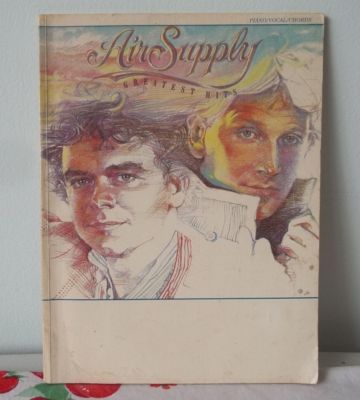 PIANO/VOCAL/CHORDS
Air Supply
GREATEST HITS